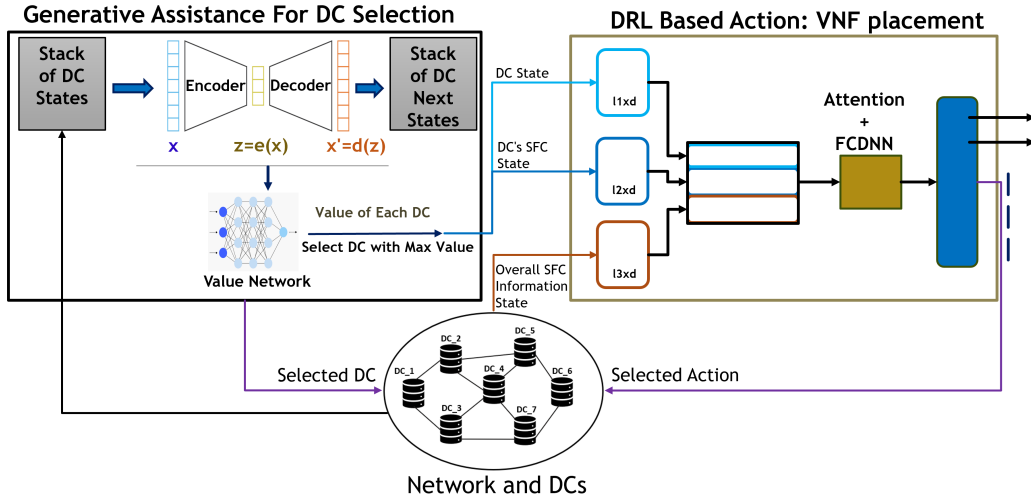 Generative Assistance For DC Selection
Stack
of DC
States
Encoder
Decoder
Stack
of DC
Next
States
x
z=e(x)
x'=d(z)
Value of Each DC
Select DC with Max Value
Value Network
DRL Based Action: VNF placement
DC State
DC's SFC
State
Overall SFC
Information
State
l1xd
l2xd
l3xd
Attention
+
FCDNN
Selected DC
Selected Action
DC_1
DC_2
DC_3
DC_4
DC_5
DC_6
DC_7
Network and DCs